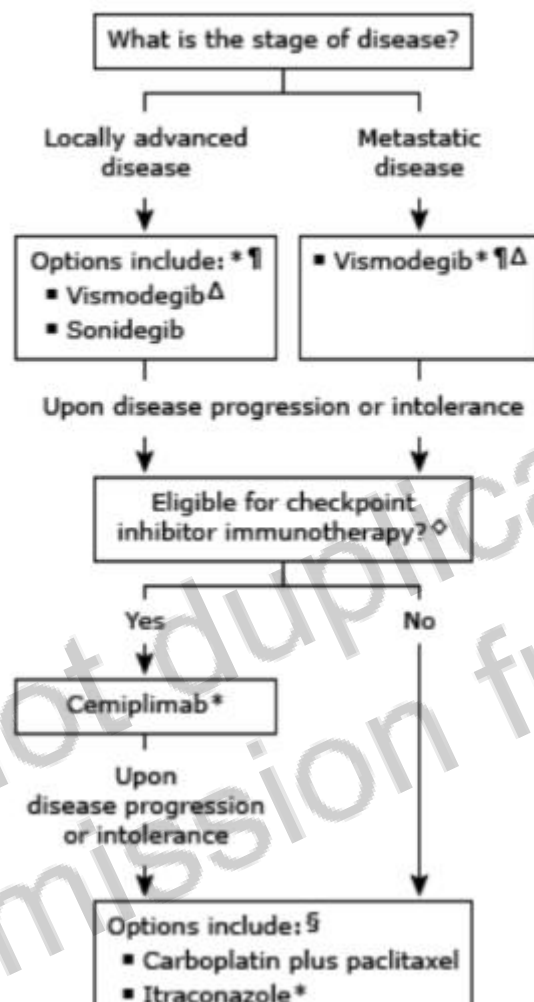 What is the stage of disease?
Locally advanced
disease
Metastatic
disease
Options include: * ¶
▪ Vismodegib Δ
▪ Sonidegib
▪ Vismodegib * ¶ Δ
Upon disease progression or intolerance
Eligible for checkpoint
inhibitor immunotherapy? ◇
Yes
No
Cemiplimab *
Upon
disease progression
or intolerance
Options include: §
▪ Carboplatin plus paclitaxel
▪ Itraconazole *